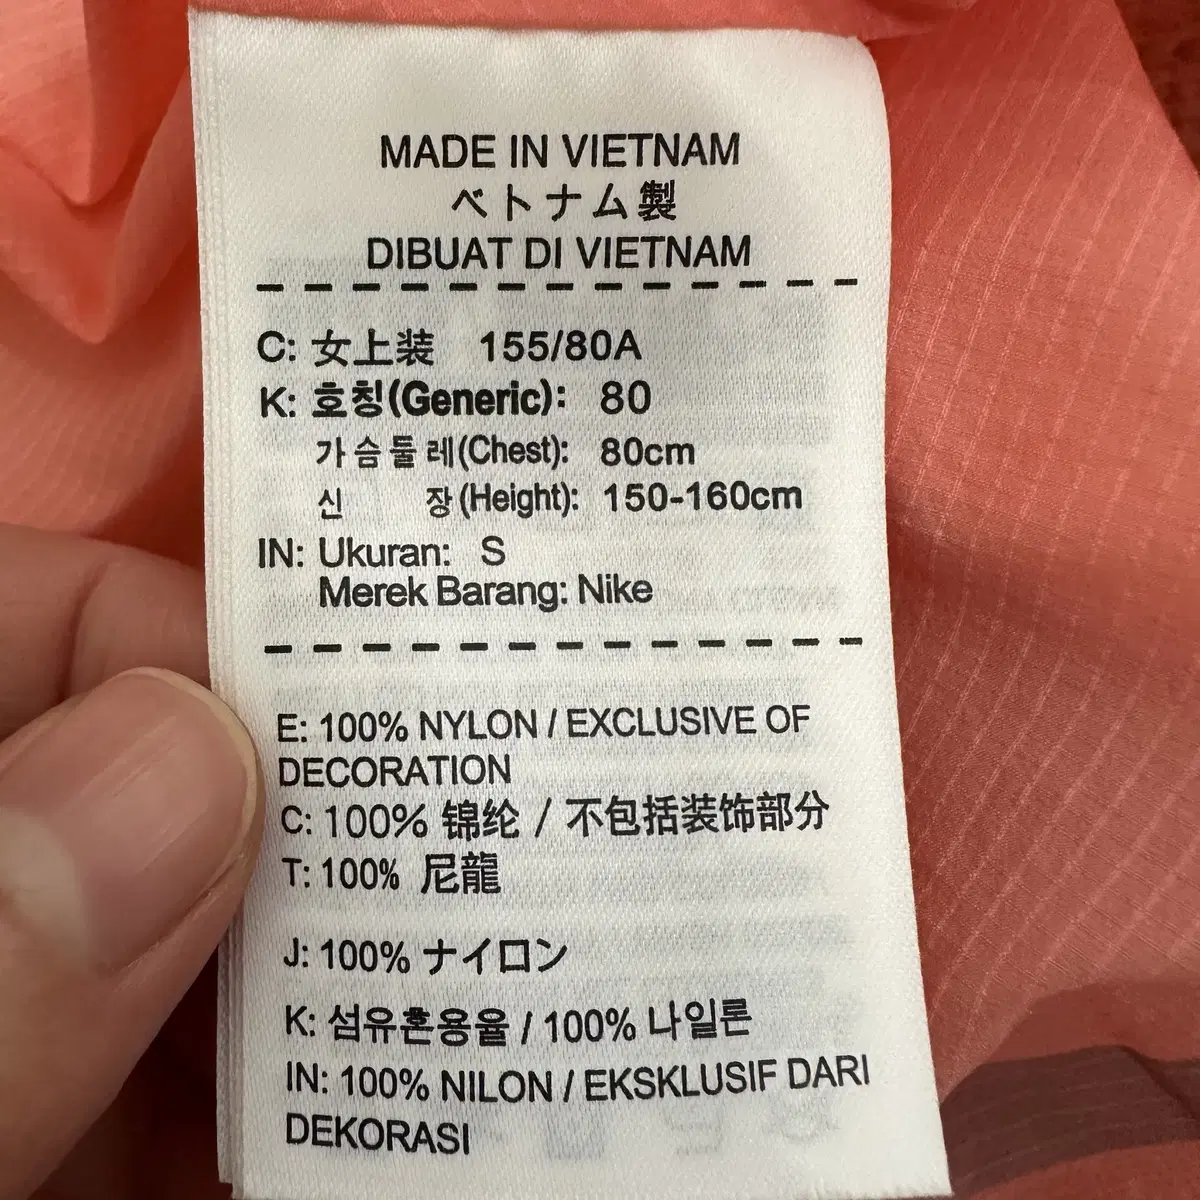 MADE IN VIETNAM
ベトナム製
DIBUAT DI VIETNAM
C: 女上装 155/80A
K: 호칭(Generic): 80
가슴둘레(Chest): 80cm
신 장(Height): 150-160cm
IN: Ukuran: S
Merek Barang: Nike
E: 100% NYLON / EXCLUSIVE OF
DECORATION
C: 100% 锦纶 / 不包括装饰部分
T: 100% 尼龍
J: 100% ナイロン
K: 섬유혼용율 / 100% 나일론
IN: 100% NILON / EKSKLUSIF DARI
DEKORASI